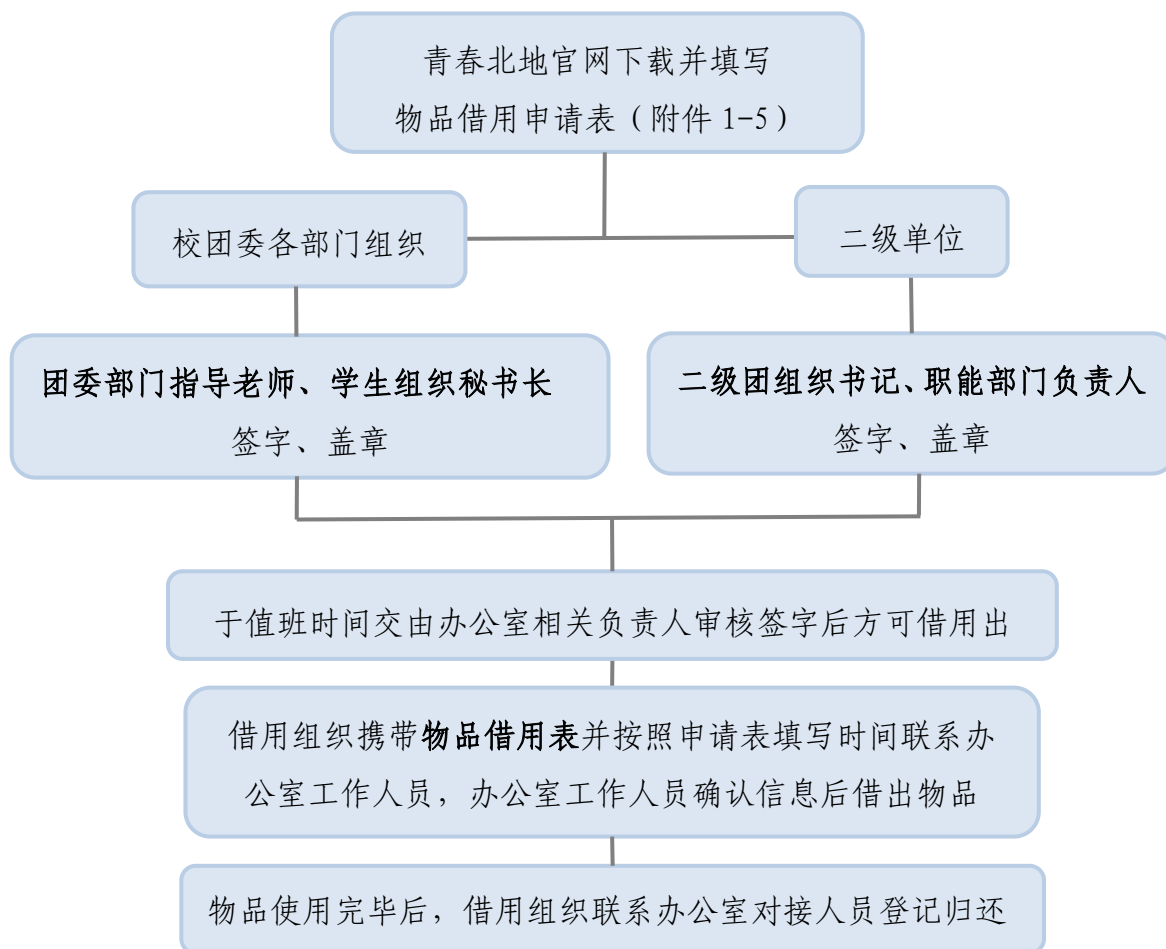 青春北地官网下载并填写
物品借用申请表（附件 1-5）
校团委各部门组织
二级单位
团委部门指导老师、学生组织秘书长
签字、盖章
二级团组织书记、职能部门负责人
签字、盖章
于值班时间交由办公室相关负责人审核签字后方可借用出
借用组织携带物品借用表并按照申请表填写时间联系办
公室工作人员，办公室工作人员确认信息后借出物品
物品使用完毕后，借用组织联系办公室对接人员登记归还